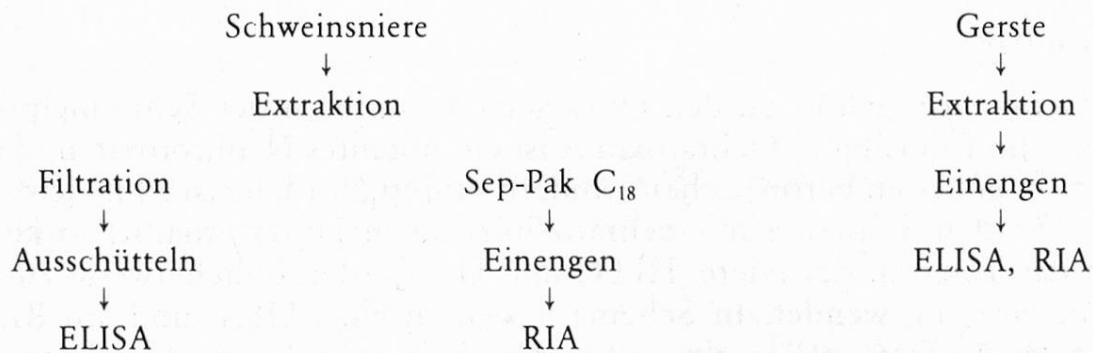 Schweinsniere Gerste
↓ ↓
Extraktion Extraktion
↓
Filtration Sep-Pak C₁₈ Einengen
↓ ↓ ↓
Ausschütteln Einengen ELISA, RIA
↓ ↓
ELISA RIA